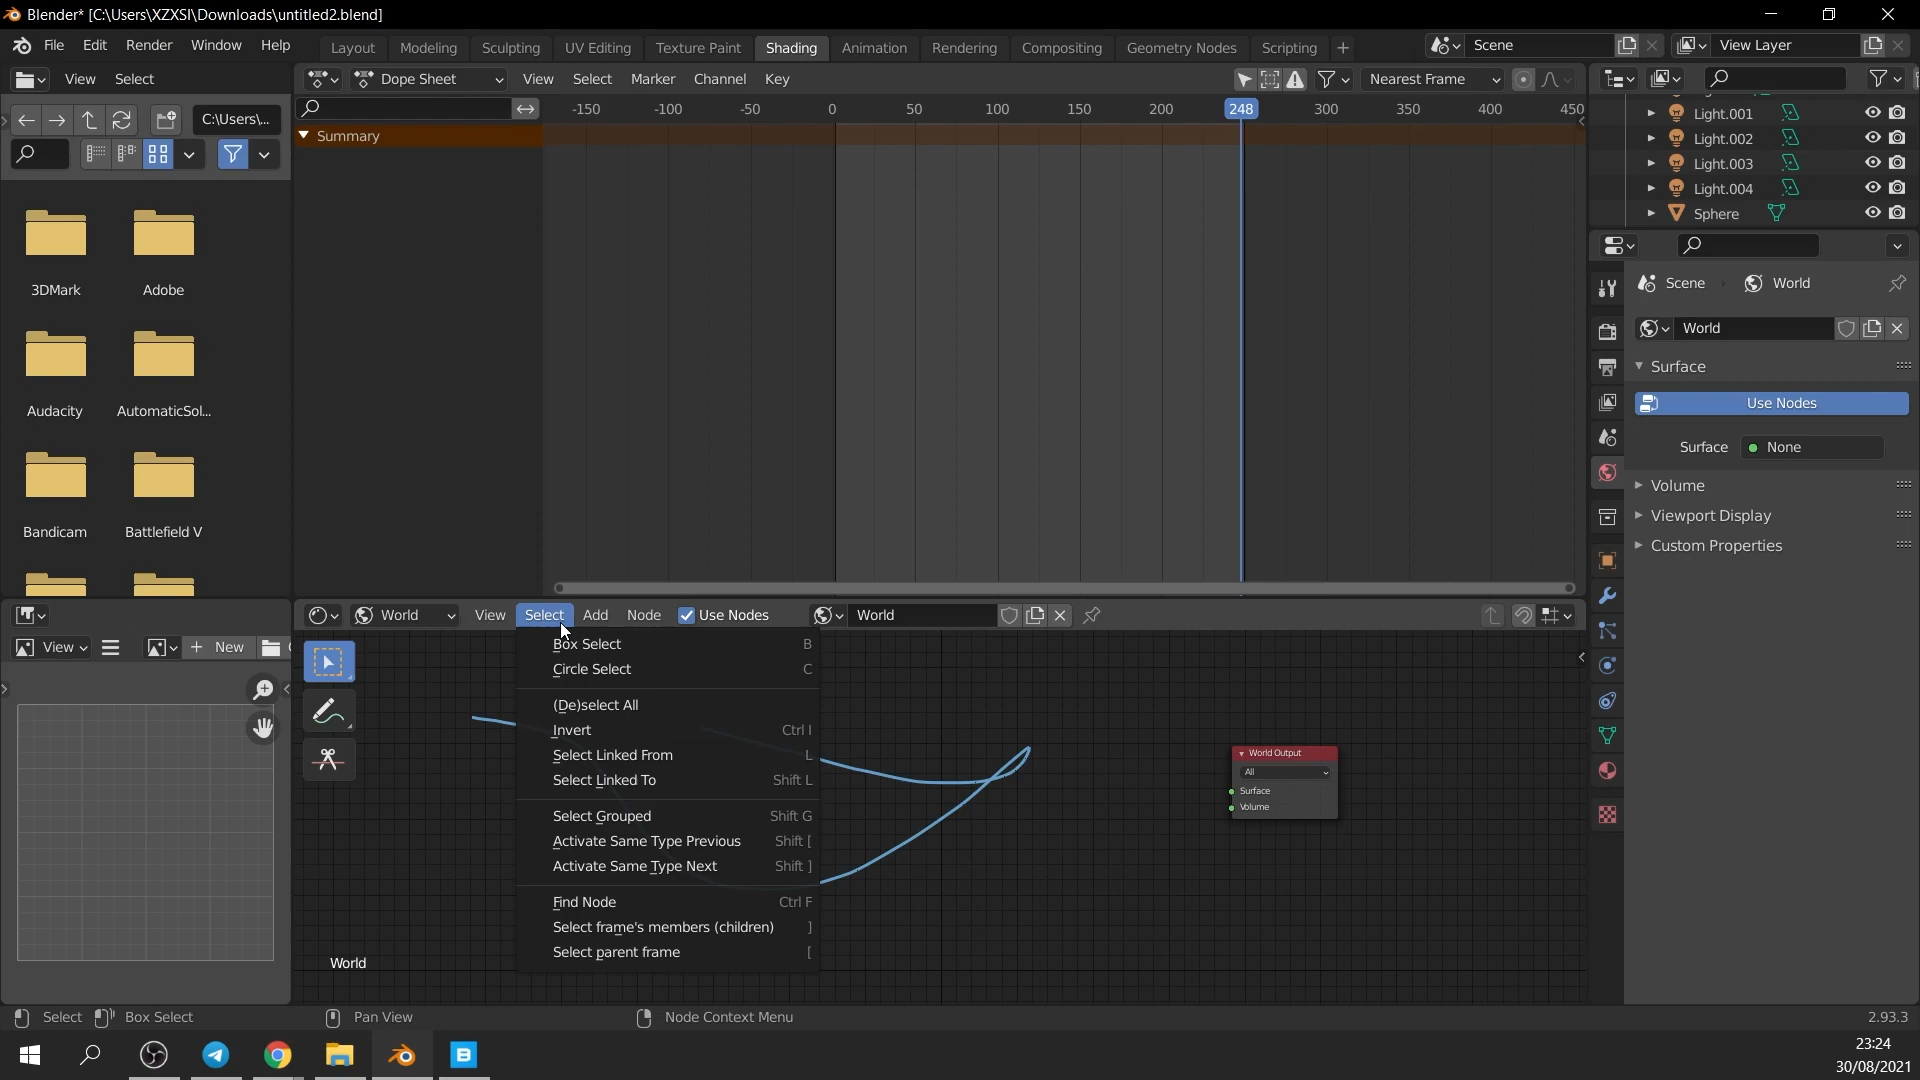 Blender* [C:\Users\XZXSI\Downloads\untitled2.blend]
File Edit Render Window Help Layout Modeling Sculpting UV Editing Texture Paint Shading Animation Rendering Compositing Geometry Nodes Scripting + Scene View Layer
View Select Dope Sheet View Select Marker Channel Key Nearest Frame
C:\Users\... -150 -100 -50 0 50 100 150 200 248 300 350 400 450
Summary
Light.001
Light.002
Light.003
Light.004
Sphere
3DMark Adobe
Audacity AutomaticSol...
Bandicam Battlefield V
Scene World
World
Surface
Use Nodes
Surface None
Volume
Viewport Display
Custom Properties
World View Select Add Node Use Nodes World
View New
Box Select B
Circle Select C
(De)select All
Invert Ctrl I
Select Linked From L
Select Linked To Shift L
Select Grouped Shift G
Activate Same Type Previous Shift [
Activate Same Type Next Shift ]
Find Node Ctrl F
Select frame's members (children) ]
Select parent frame [
World Output
All
Surface
Volume
World
Select Box Select Pan View Node Context Menu 2.93.3
B
23:24
30/08/2021